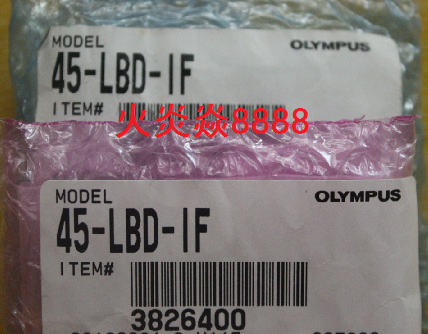 MODEL OLYMPUS
45-LBD-IF
ITEM#
火炎焱8888
MODEL OLYMPUS
45-LBD-IF
ITEM#
3826400